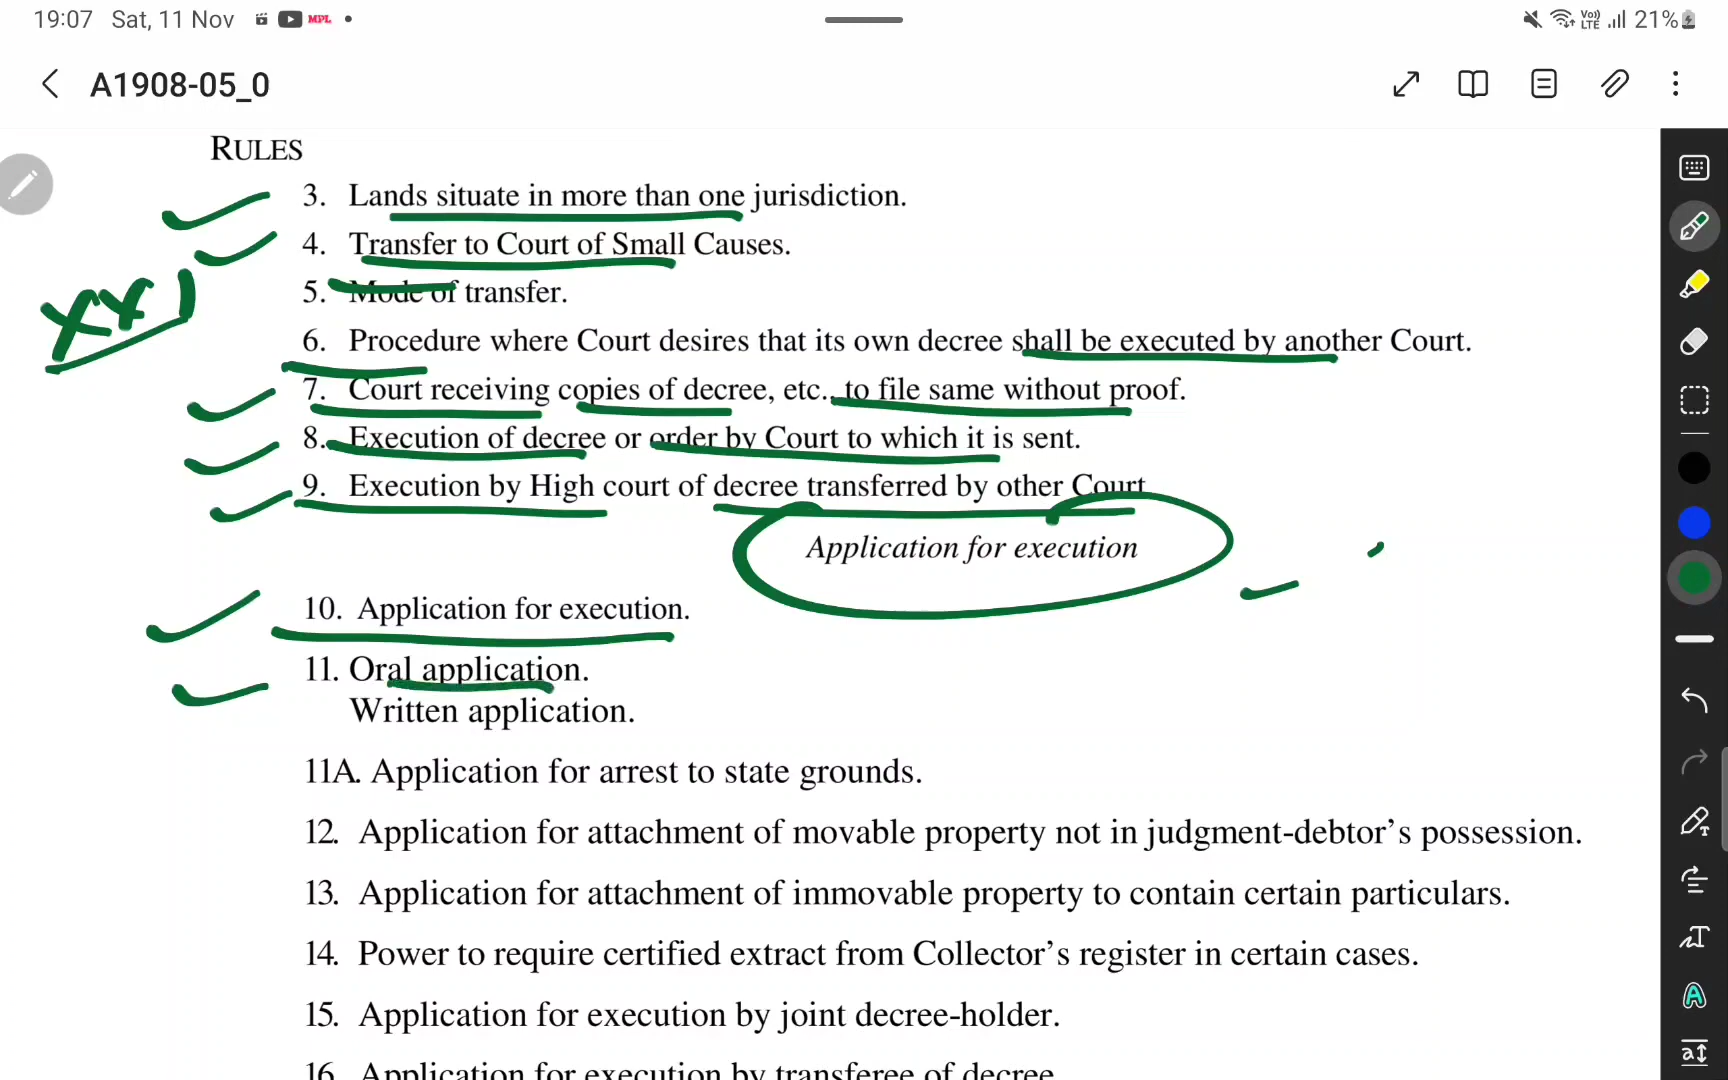 19:07 Sat, 11 Nov MPL • Vo)) LTE 21%
A1908-05_0
RULES
3. Lands situate in more than one jurisdiction.
4. Transfer to Court of Small Causes.
XXI
5. Mode of transfer.
6. Procedure where Court desires that its own decree shall be executed by another Court.
7. Court receiving copies of decree, etc., to file same without proof.
8. Execution of decree or order by Court to which it is sent.
9. Execution by High court of decree transferred by other Court
Application for execution
10. Application for execution.
11. Oral application.
Written application.
11A. Application for arrest to state grounds.
12. Application for attachment of movable property not in judgment-debtor’s possession.
13. Application for attachment of immovable property to contain certain particulars.
14. Power to require certified extract from Collector’s register in certain cases.
15. Application for execution by joint decree-holder.
16. Application for execution by transferee of decree